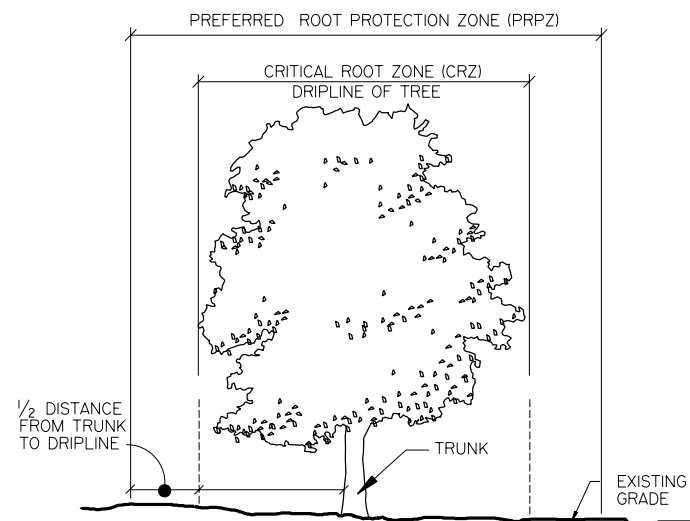 PREFERRED ROOT PROTECTION ZONE (PRPZ)
CRITICAL ROOT ZONE (CRZ)
DRIPLINE OF TREE
½ DISTANCE
FROM TRUNK
TO DRIPLINE
TRUNK
EXISTING
GRADE